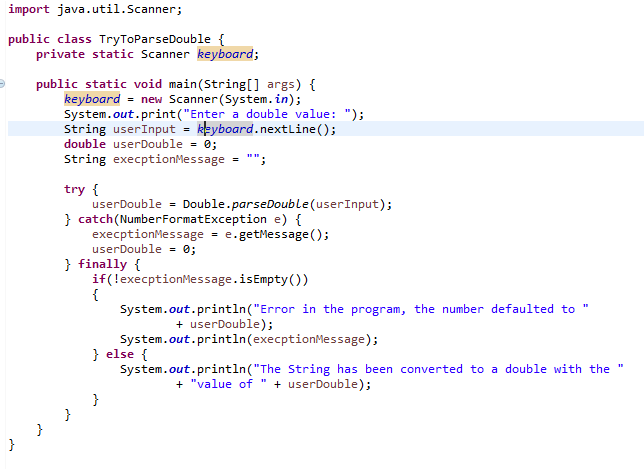 import java.util.Scanner;
public class TryToParseDouble {
    private static Scanner keyboard;
    public static void main(String[] args) {
        keyboard = new Scanner(System.in);
        System.out.print("Enter a double value: ");
        String userInput = keyboard.nextLine();
        double userDouble = 0;
        String execptionMessage = "";
        try {
            userDouble = Double.parseDouble(userInput);
        } catch(NumberFormatException e) {
            execptionMessage = e.getMessage();
            userDouble = 0;
        } finally {
            if(!execptionMessage.isEmpty())
            {
                System.out.println("Error in the program, the number defaulted to "
                        + userDouble);
                System.out.println(execptionMessage);
            } else {
                System.out.println("The String has been converted to a double with the "
                        + "value of " + userDouble);
            }
        }
    }
}